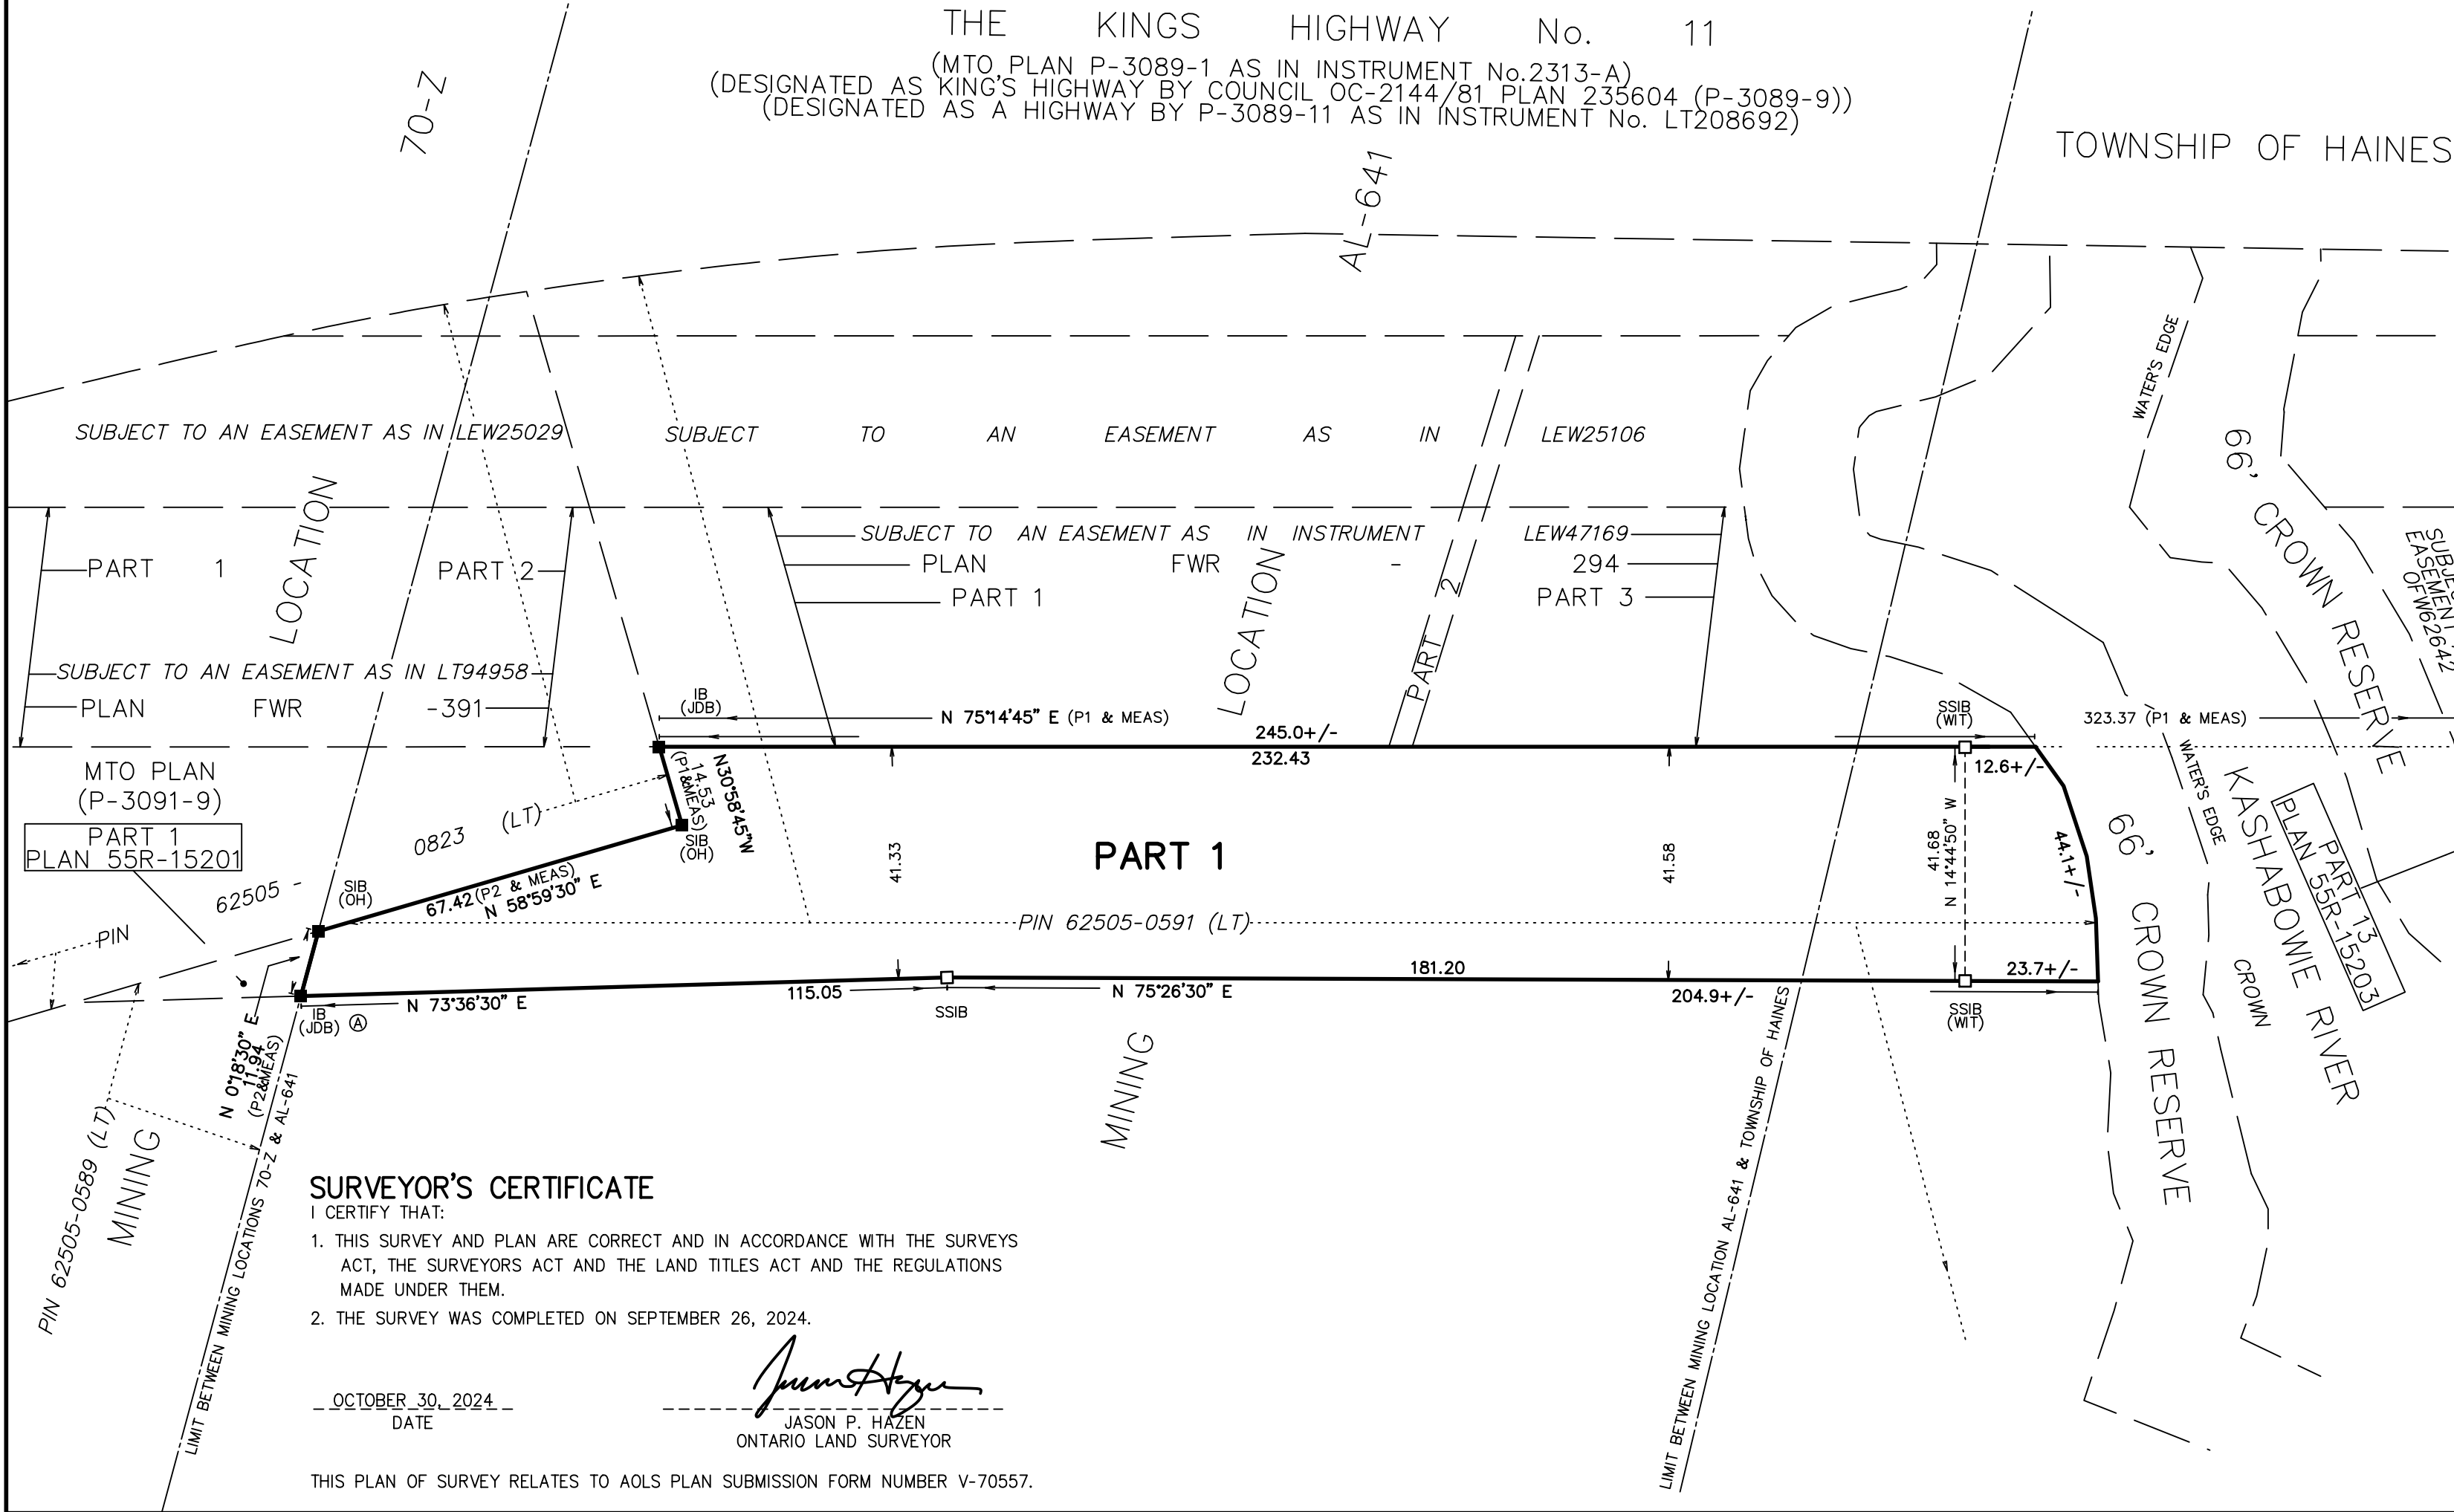 THE KINGS HIGHWAY No. 11
(MTO PLAN P-3089-1 AS IN INSTRUMENT No.2313-A)
(DESIGNATED AS KING'S HIGHWAY BY COUNCIL OC-2144/81 PLAN 235604 (P-3089-9))
(DESIGNATED AS A HIGHWAY BY P-3089-11 AS IN INSTRUMENT No. LT208692)
70-Z
AL-641
TOWNSHIP OF HAINES
WATER'S EDGE
SUBJECT TO AN EASEMENT AS IN LEW25029
SUBJECT TO AN EASEMENT AS IN LEW25106
66' CROWN RESERVE
LOCATION
SUBJECT TO AN EASEMENT AS IN INSTRUMENT LEW47169
PLAN FWR - 294
PART 1
PART 3
PART 1
PART 2
LOCATION
PART 2
EASEMENT
OFW62642
SUBJECT TO AN EASEMENT AS IN LT94958
PLAN FWR -391
IB
(JDB)
N 75°14'45" E (P1 & MEAS)
245.0+/-
232.43
SSIB
(WIT)
323.37 (P1 & MEAS)
12.6+/-
MTO PLAN
(P-3091-9)
PART 1
PLAN 55R-15201
0823 (LT)
62505 -
PIN
N30°58'45"W
14.53
(P1&MEAS)
SIB
(OH)
SIB
(OH)
67.42 (P2 & MEAS)
N 58°59'30" E
41.33
PART 1
41.58
41.68
N 14°44'50" W
44.1+/-
WATER'S EDGE
KASHABOWIE RIVER
PART 13
PLAN 55R-15203
66' CROWN RESERVE
CROWN
PIN 62505-0591 (LT)
181.20
23.7+/-
N 73°36'30" E
115.05
N 75°26'30" E
204.9+/-
IB
(JDB) Ⓐ
SSIB
SSIB
(WIT)
N 0°18'30" E
11.94
(P2&MEAS)
PIN 62505-0589 (LT)
MINING
MINING
LIMIT BETWEEN MINING LOCATIONS 70-Z & AL-641
LIMIT BETWEEN MINING LOCATION AL-641 & TOWNSHIP OF HAINES
SURVEYOR'S CERTIFICATE
I CERTIFY THAT:
1. THIS SURVEY AND PLAN ARE CORRECT AND IN ACCORDANCE WITH THE SURVEYS
ACT, THE SURVEYORS ACT AND THE LAND TITLES ACT AND THE REGULATIONS
MADE UNDER THEM.
2. THE SURVEY WAS COMPLETED ON SEPTEMBER 26, 2024.
OCTOBER 30, 2024
DATE
JASON P. HAZEN
ONTARIO LAND SURVEYOR
THIS PLAN OF SURVEY RELATES TO AOLS PLAN SUBMISSION FORM NUMBER V-70557.